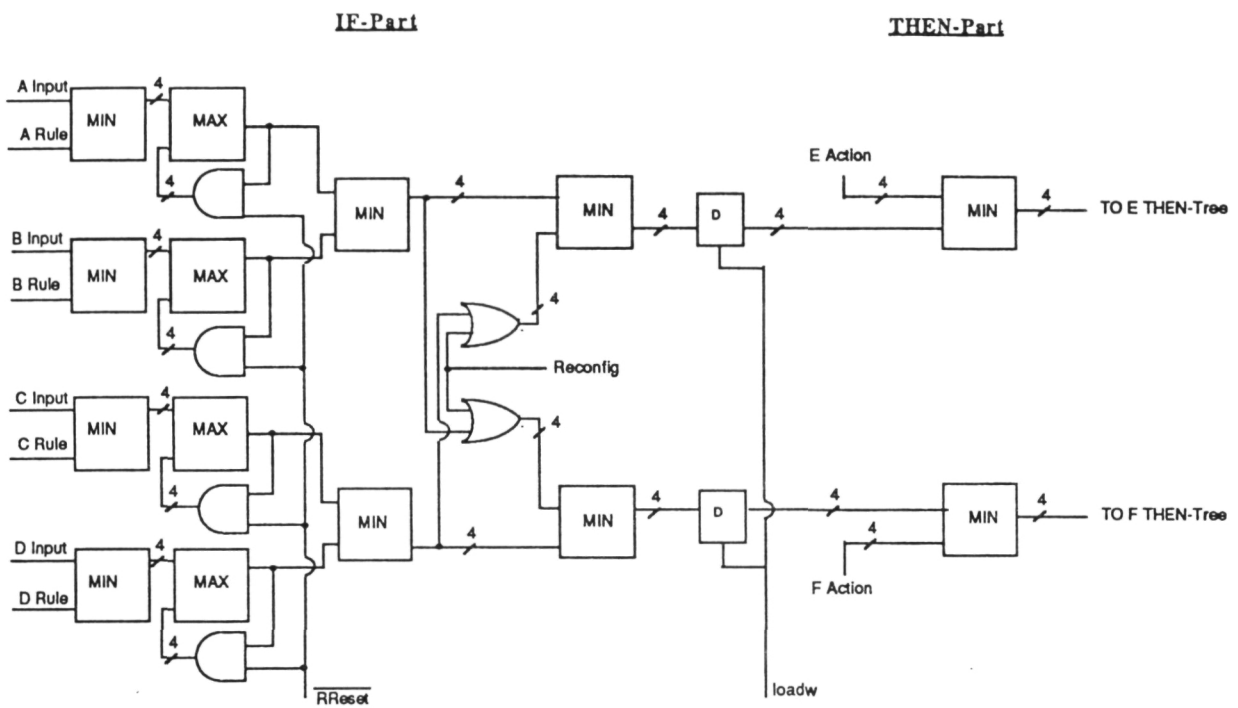 IF-Part
THEN-Part
A Input
4
MIN
MAX
A Rule
4
E Action
4
MIN
4
MIN
4
D
4
MIN
4
TO E THEN-Tree
B Input
4
MIN
MAX
B Rule
4
4
Reconfig
C Input
4
MIN
MAX
C Rule
4
4
MIN
4
MIN
4
D
4
MIN
4
TO F THEN-Tree
4
F Action
D Input
4
MIN
MAX
D Rule
4
RReset
loadw